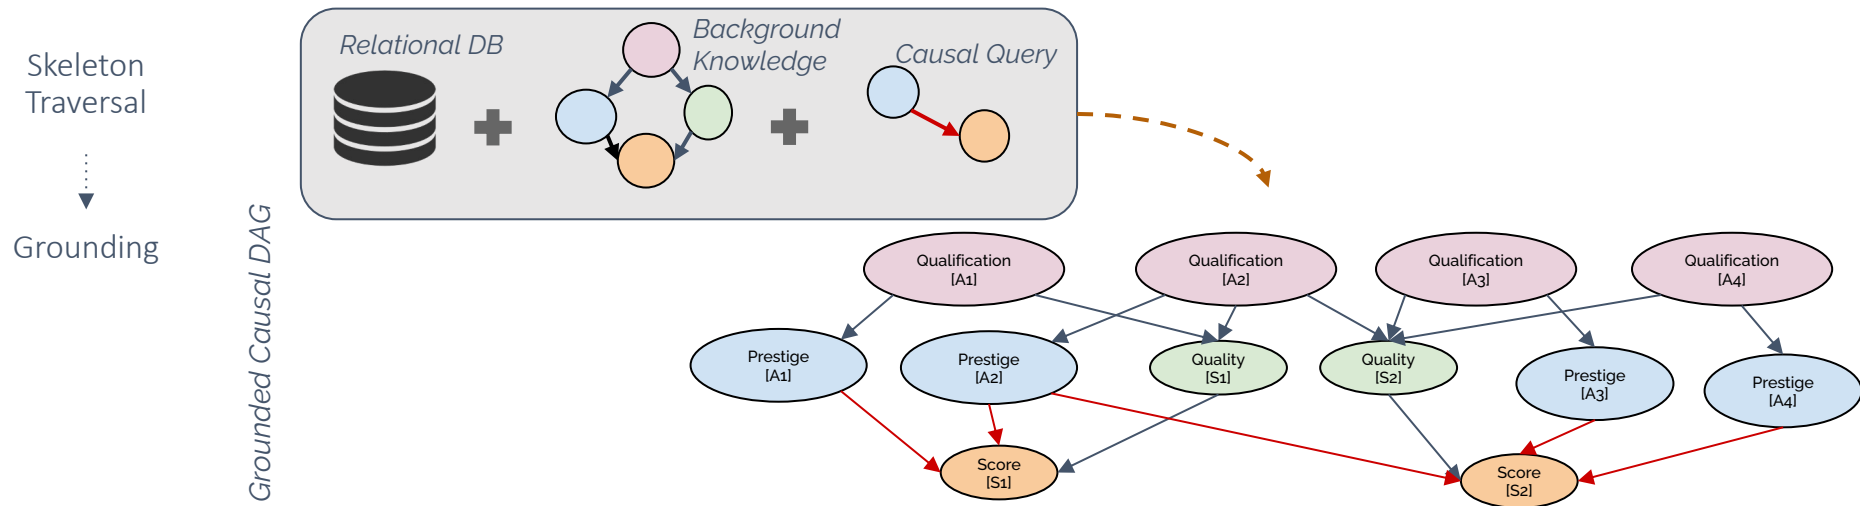 Skeleton
Traversal
Grounding
Relational DB
Background
Knowledge
Causal Query
Grounded Causal DAG
Qualification
[A1]
Qualification
[A2]
Qualification
[A3]
Qualification
[A4]
Prestige
[A1]
Prestige
[A2]
Quality
[S1]
Quality
[S2]
Prestige
[A3]
Prestige
[A4]
Score
[S1]
Score
[S2]